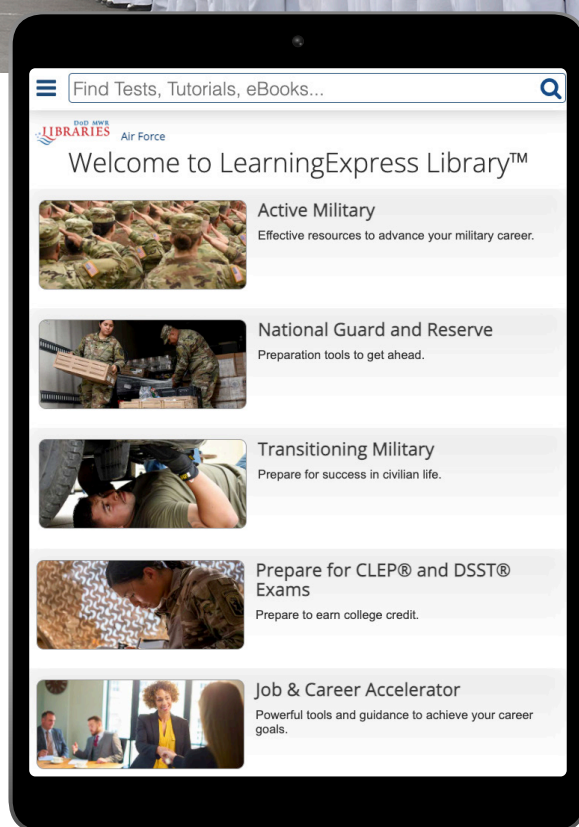 Find Tests, Tutorials, eBooks...
DoD MWR
LIBRARIES Air Force
Welcome to LearningExpress Library™
Active Military
Effective resources to advance your military career.
National Guard and Reserve
Preparation tools to get ahead.
Transitioning Military
Prepare for success in civilian life.
Prepare for CLEP® and DSST®
Exams
Prepare to earn college credit.
Job & Career Accelerator
Powerful tools and guidance to achieve your career
goals.